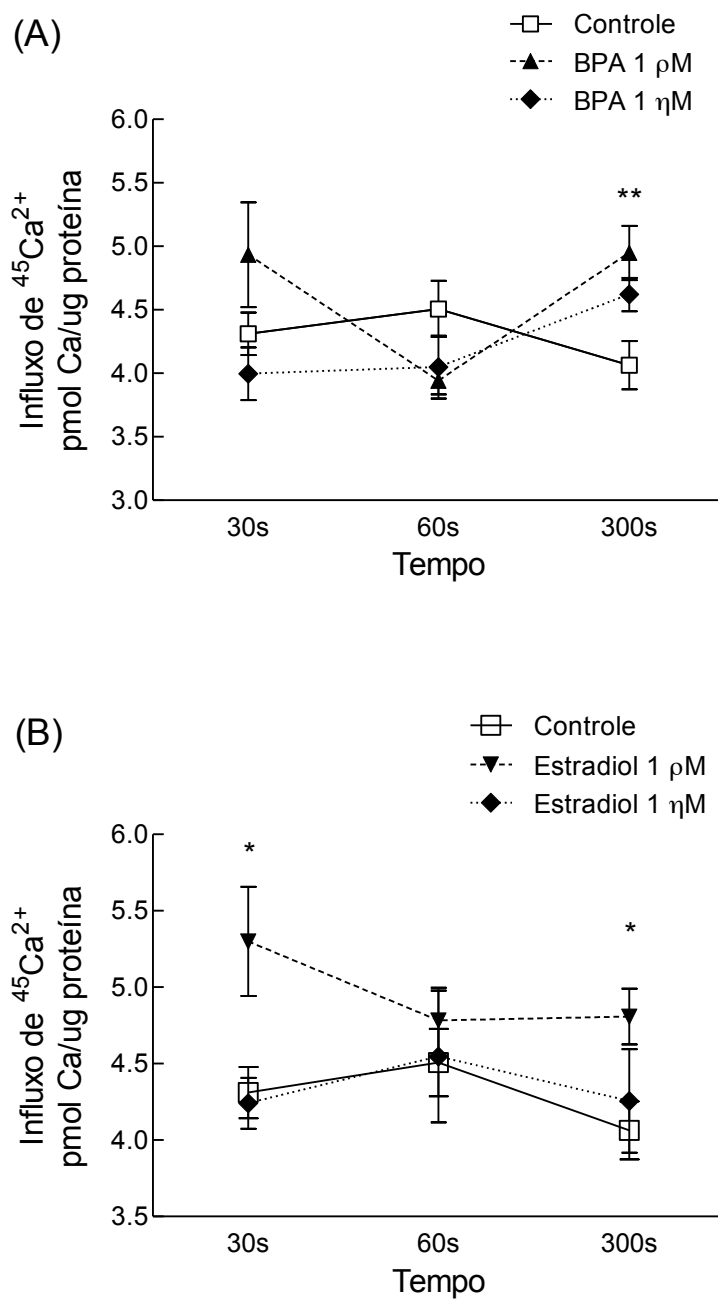 (A)
Controle
BPA 1 ρM
BPA 1 ηM
6.0
5.5
5.0
4.5
4.0
3.5
3.0
**
Influxo de ⁴⁵Ca²⁺
pmol Ca/ug proteína
30s 60s 300s
Tempo
(B)
Controle
Estradiol 1 ρM
Estradiol 1 ηM
6.0
5.5
5.0
4.5
4.0
3.5
*
*
Influxo de ⁴⁵Ca²⁺
pmol Ca/ug proteína
30s 60s 300s
Tempo